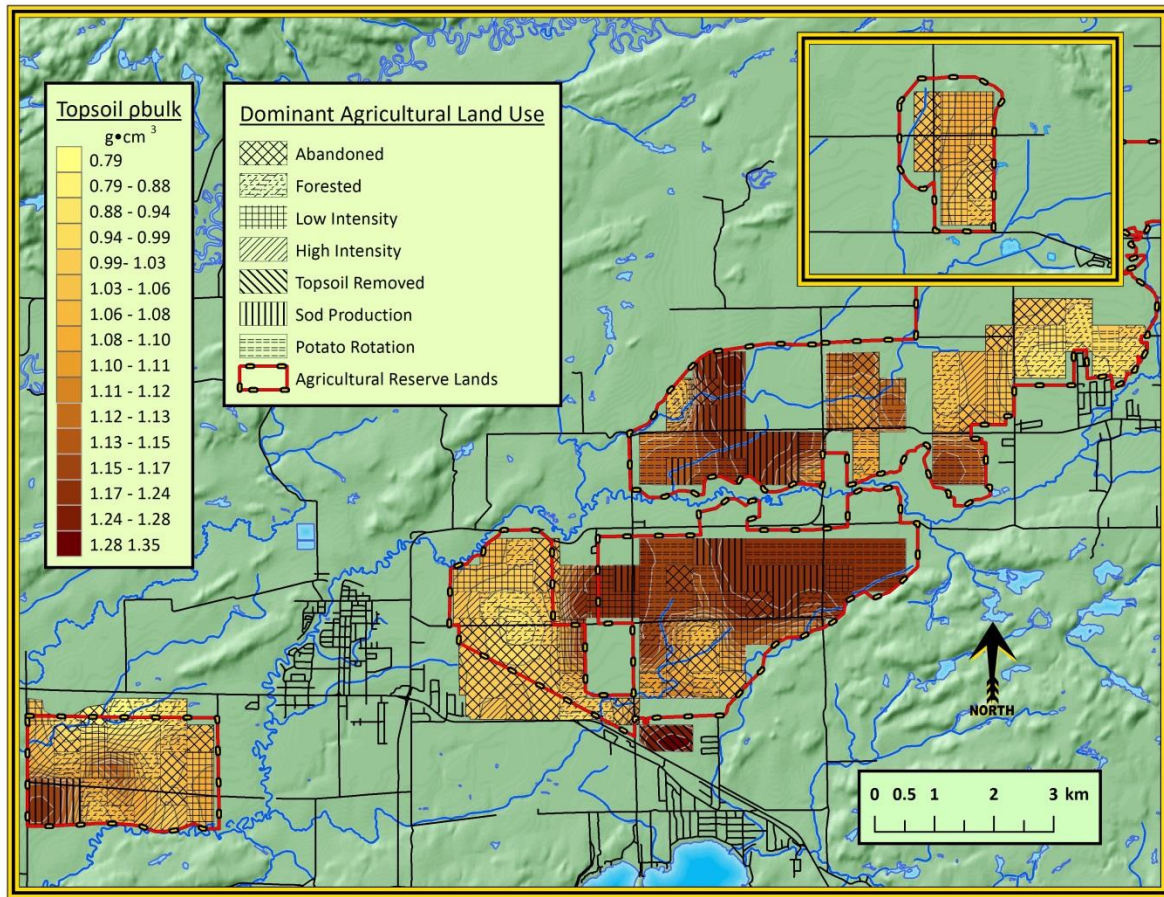 Topsoil ρbulk
g•cm 3
0.79
0.79 - 0.88
0.88 - 0.94
0.94 - 0.99
0.99- 1.03
1.03 - 1.06
1.06 - 1.08
1.08 - 1.10
1.10 - 1.11
1.11 - 1.12
1.12 - 1.13
1.13 - 1.15
1.15 - 1.17
1.17 - 1.24
1.24 - 1.28
1.28 1.35
Dominant Agricultural Land Use
Abandoned
Forested
Low Intensity
High Intensity
Topsoil Removed
Sod Production
Potato Rotation
Agricultural Reserve Lands
NORTH
0 0.5 1 2 3 km